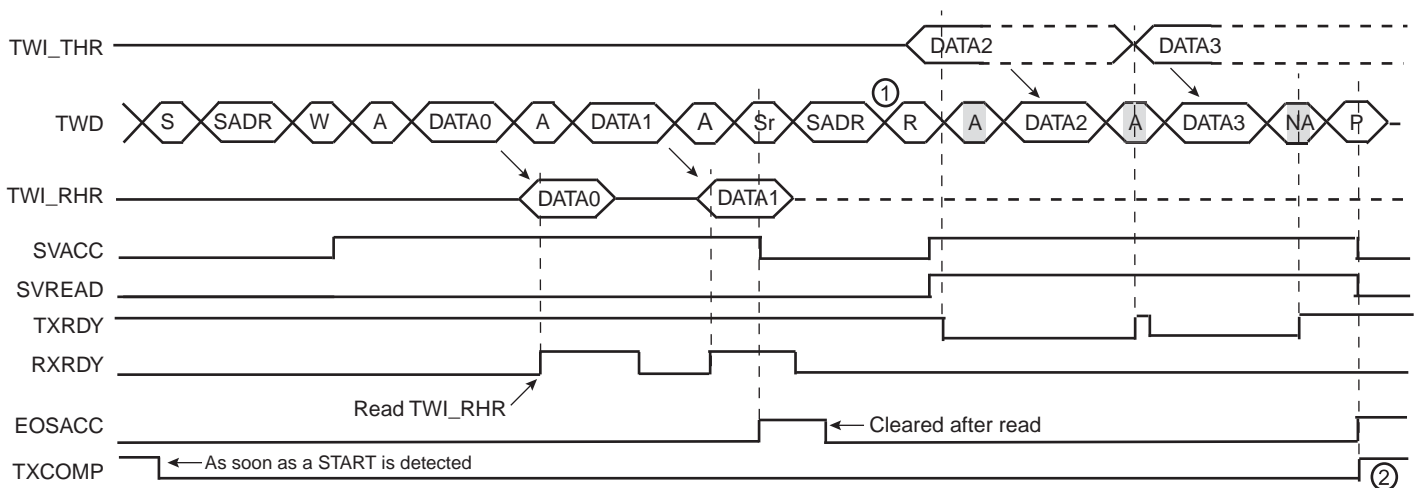 TWI_THR DATA2 DATA3
①
TWD S SADR W A DATA0 A DATA1 A Sr SADR R A DATA2 A DATA3 NA P
TWI_RHR DATA0 DATA1
SVACC
SVREAD
TXRDY
RXRDY
Read TWI_RHR
EOSACC Cleared after read
TXCOMP As soon as a START is detected ②